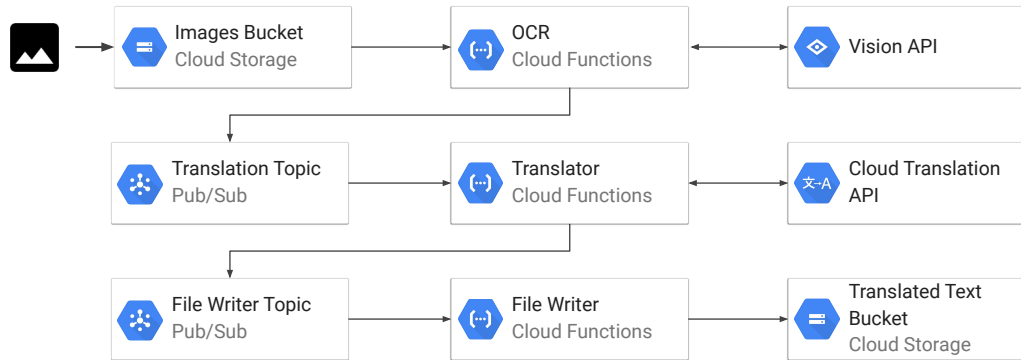 Images Bucket
Cloud Storage
OCR
Cloud Functions
Vision API
Translation Topic
Pub/Sub
Translator
Cloud Functions
文→A
Cloud Translation
API
File Writer Topic
Pub/Sub
File Writer
Cloud Functions
Translated Text
Bucket
Cloud Storage